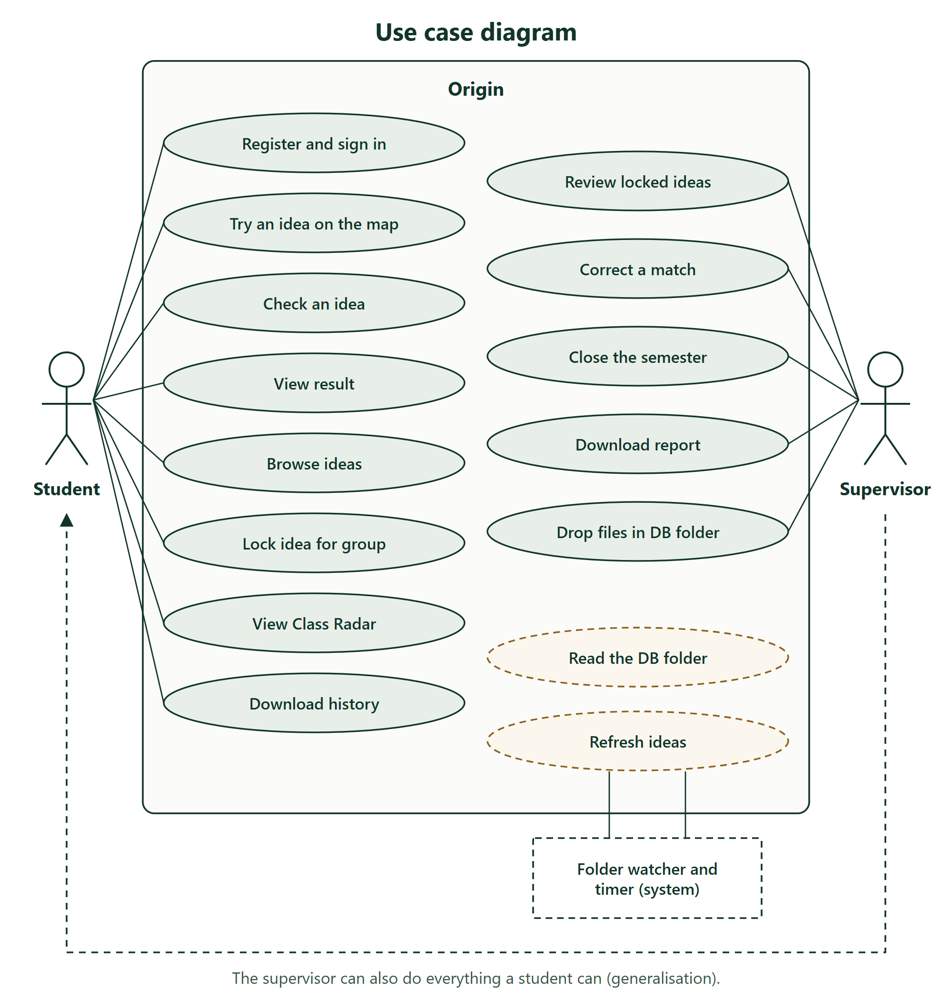 Use case diagram
Origin
Register and sign in
Try an idea on the map
Check an idea
View result
Browse ideas
Lock idea for group
View Class Radar
Download history
Review locked ideas
Correct a match
Close the semester
Download report
Drop files in DB folder
Read the DB folder
Refresh ideas
Student
Supervisor
Folder watcher and
timer (system)
The supervisor can also do everything a student can (generalisation).